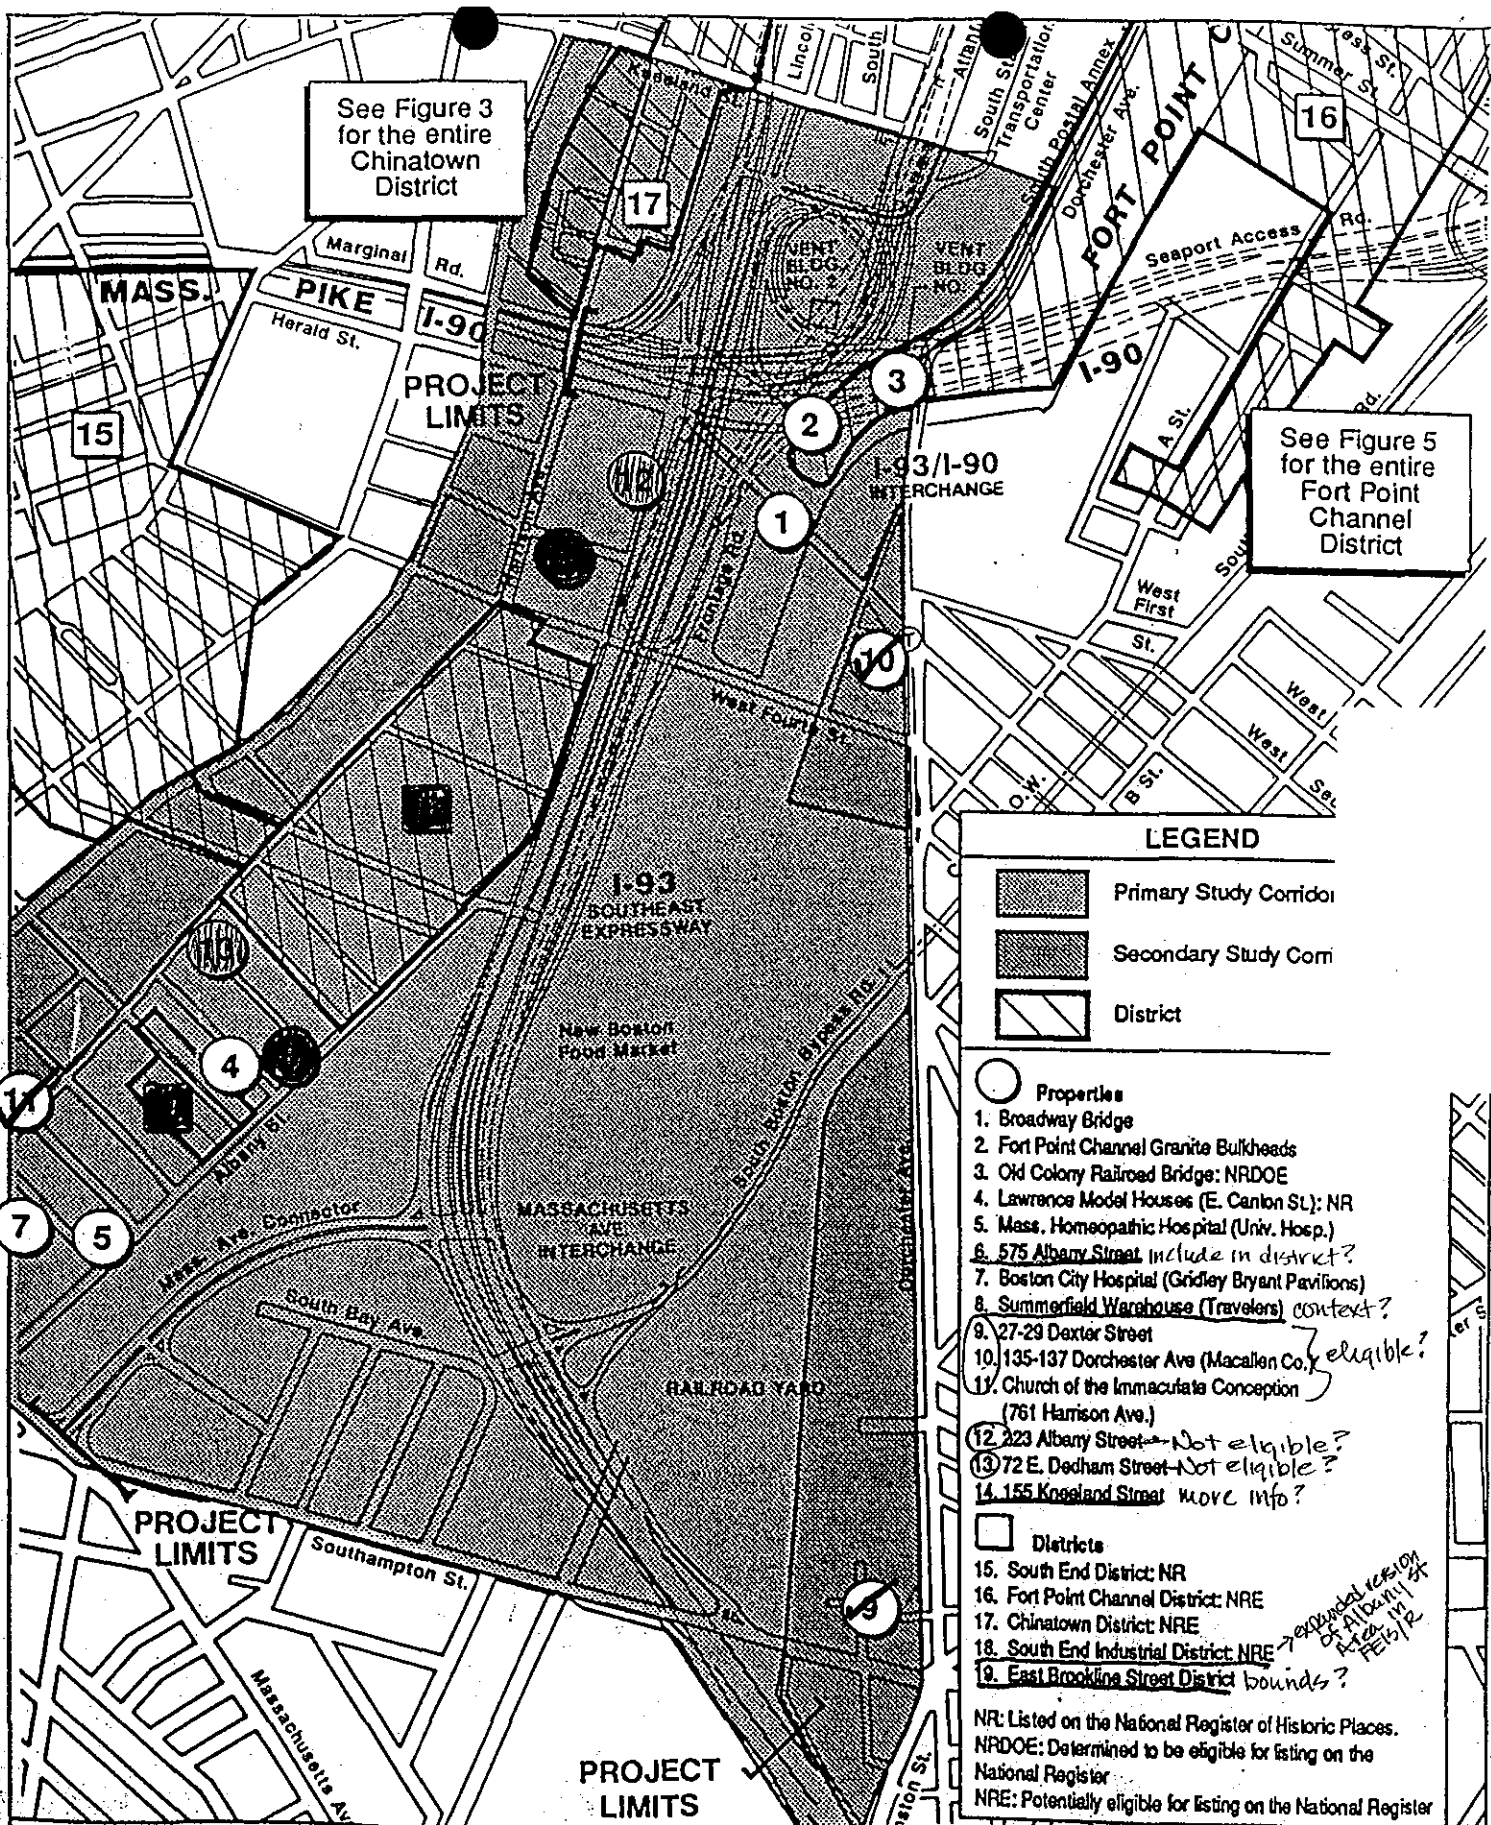 Lincoln
South
Atlant
South Sta.
Transportation
Center
South Postal Annex
Dorchester Ave.
FORT POINT C
Summer St.
ess St.
16
See Figure 3
for the entire
Chinatown
District
Kneeland St.
17
Marginal Rd.
MASS. PIKE I-90
Herald St.
VENT
BLDG.
NO. 2
VENT
BLDG
NO. 1
Seaport Access Rd.
I-90
PROJECT
LIMITS
15
3
2
1
12
I-93/I-90
INTERCHANGE
A St.
Rd.
See Figure 5
for the entire
Fort Point
Channel
District
Harrison Ave.
Frontage Rd.
10
T
West
First
St.
West Fourth St.
West
West
Sec
O.W.
B St.
I-93
SOUTHEAST
EXPRESSWAY
New Boston
Food Market
South Boston Bypass Rd.
Dorchester Ave.
4
11
7
5
Albany St.
Mass. Ave. Connector
MASSACHUSETTS
AVE.
INTERCHANGE
South Bay Ave.
RAILROAD YARD
PROJECT
LIMITS
Southampton St.
9
Massachusetts Av
PROJECT
LIMITS
ston St.
LEGEND
Primary Study Corridor
Secondary Study Corri
District
Properties
1. Broadway Bridge
2. Fort Point Channel Granite Bulkheads
3. Old Colony Railroad Bridge: NRDOE
4. Lawrence Model Houses (E. Canton St.): NR
5. Mass. Homeopathic Hospital (Univ. Hosp.)
6. 575 Albany Street include in district?
7. Boston City Hospital (Gridley Bryant Pavilions)
8. Summerfield Warehouse (Travelers) context?
9. 27-29 Dexter Street
10. 135-137 Dorchester Ave (Macallen Co.) eligible?
11. Church of the Immaculate Conception
(761 Harrison Ave.)
12. 223 Albany Street - Not eligible?
13. 72 E. Dedham Street - Not eligible?
14. 155 Kneeland Street more info?
Districts
15. South End District: NR
16. Fort Point Channel District: NRE
17. Chinatown District: NRE
18. South End Industrial District: NRE → expanded version
of Albany St
Area in
FEIS/R
19. East Brookline Street District bounds?
NR: Listed on the National Register of Historic Places.
NRDOE: Determined to be eligible for listing on the
National Register
NRE: Potentially eligible for listing on the National Register